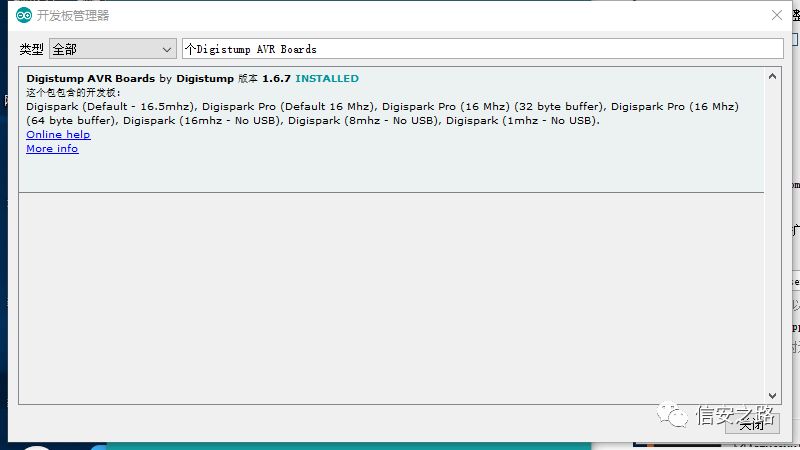 开发板管理器
类型 全部 个Digistump AVR Boards
Digistump AVR Boards by Digistump 版本 1.6.7 INSTALLED
这个包包含的开发板:
Digispark (Default - 16.5mhz), Digispark Pro (Default 16 Mhz), Digispark Pro (16 Mhz) (32 byte buffer), Digispark Pro (16 Mhz)
(64 byte buffer), Digispark (16mhz - No USB), Digispark (8mhz - No USB), Digispark (1mhz - No USB).
Online help
More info
信安之路
关闭